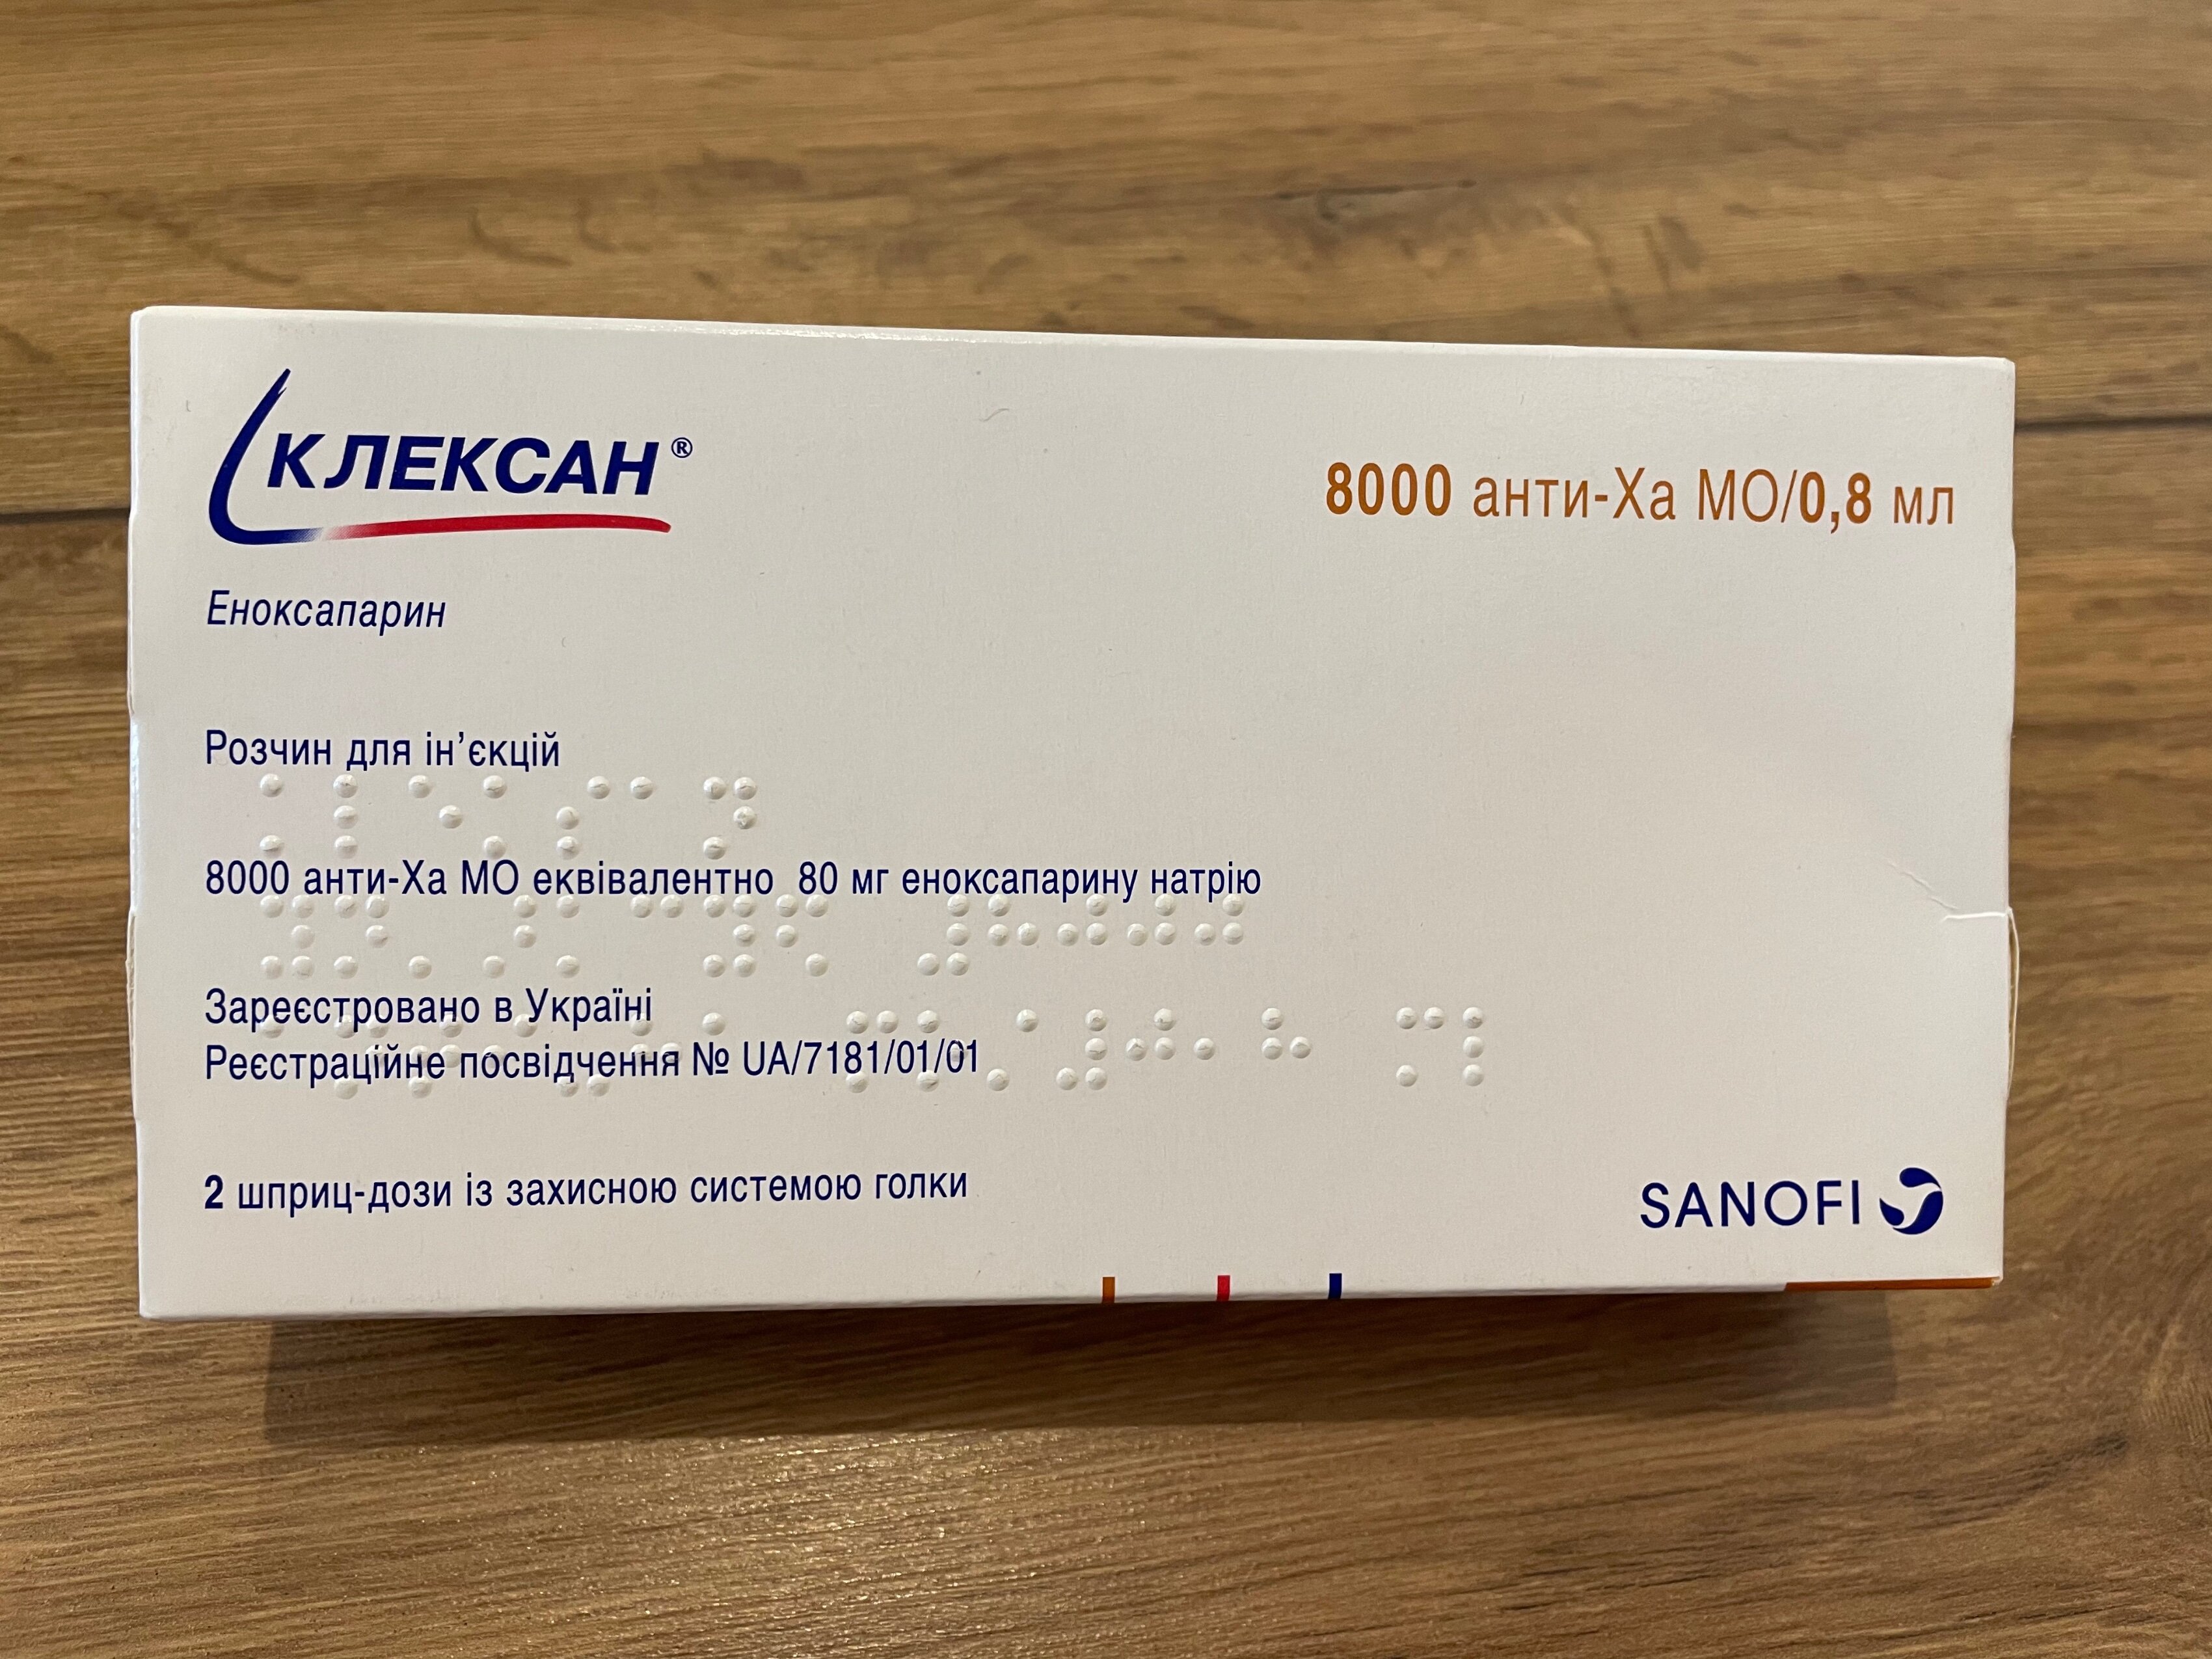 КЛЕКСАН®
8000 анти-Ха МО/0,8 мл
Еноксапарин
Розчин для ін’єкцій
8000 анти-Ха МО еквівалентно 80 мг еноксапарину натрію
Зареєстровано в Україні
Реєстраційне посвідчення № UA/7181/01/01
2 шприц-дози із захисною системою голки
SANOFI